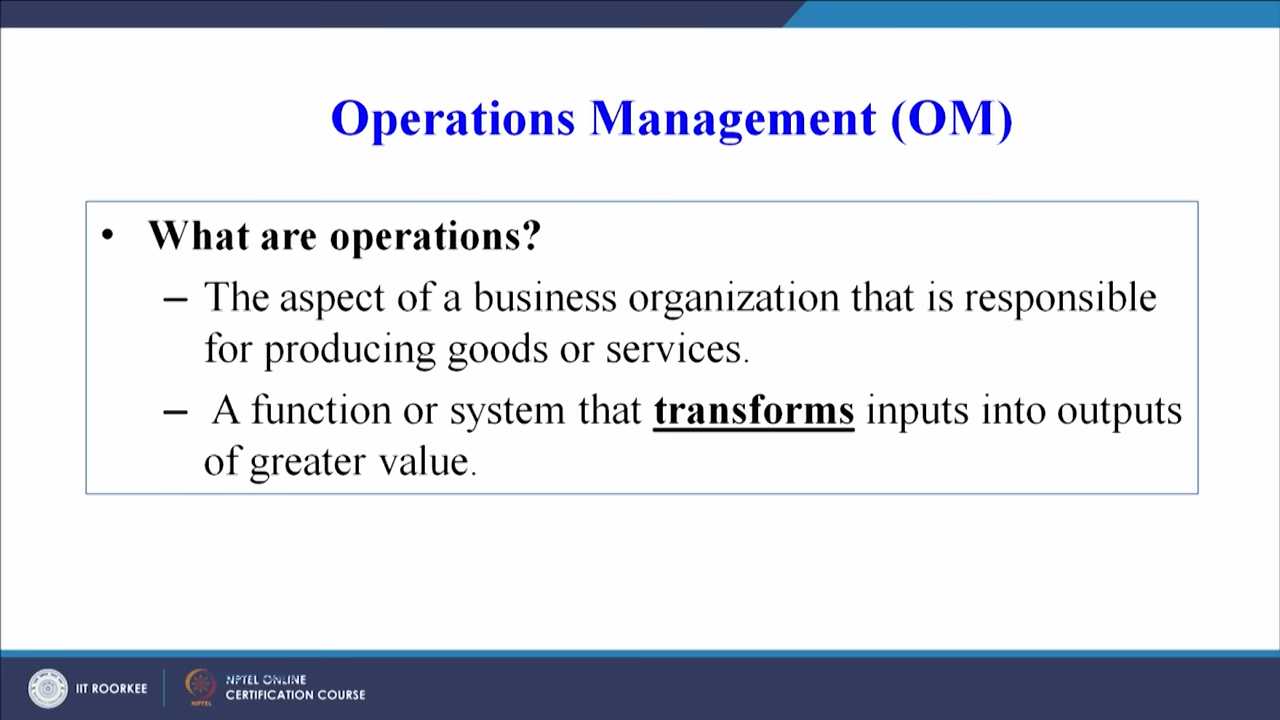 Operations Management (OM)
• What are operations?
– The aspect of a business organization that is responsible
for producing goods or services.
– A function or system that transforms inputs into outputs
of greater value.
IIT ROORKEE
NPTEL ONLINE
CERTIFICATION COURSE
NPTEL